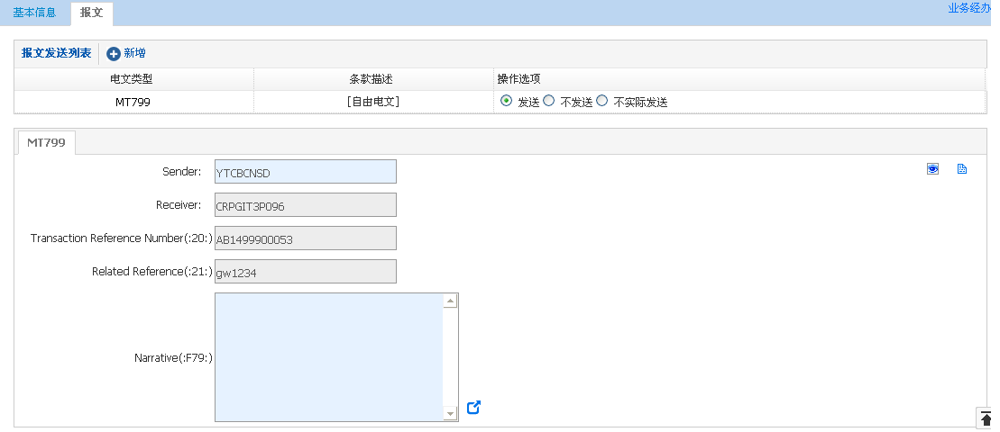 基本信息 报文 业务经办
报文发送列表 新增
电文类型 条款描述 操作选项
MT799 [自由电文] 发送 不发送 不实际发送
MT799
Sender: YTCBCNSD
Receiver: CRPGIT3P096
Transaction Reference Number(:20:) AB1499900053
Related Reference(:21:) gw1234
Narrative(:F79:)